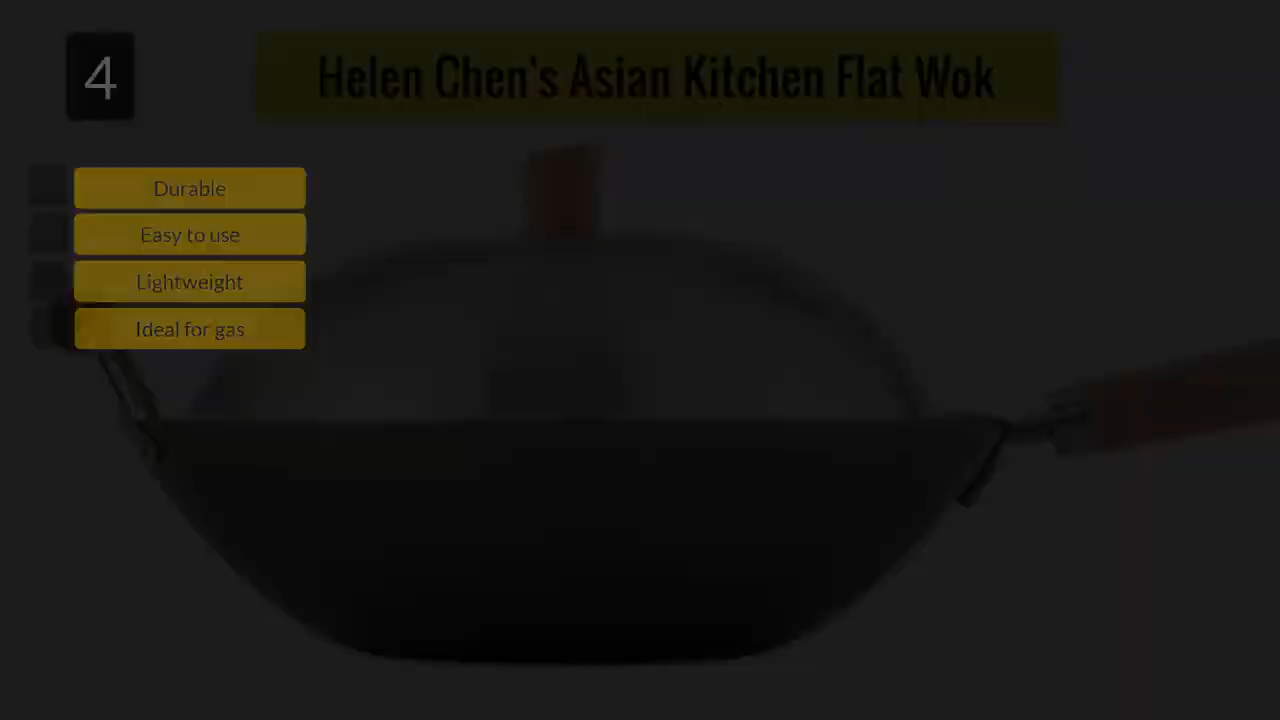 4
Helen Chen's Asian Kitchen Flat Wok
Durable
Easy to use
Lightweight
Ideal for gas